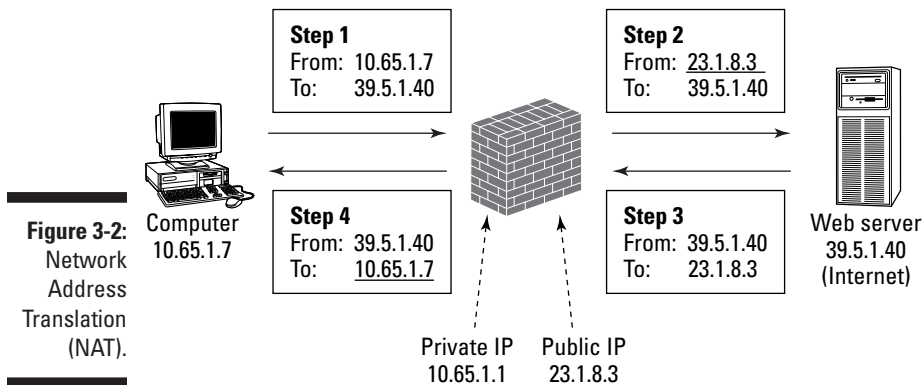 Step 1
From: 10.65.1.7
To: 39.5.1.40
Step 2
From: 23.1.8.3
To: 39.5.1.40
Computer
10.65.1.7
Step 4
From: 39.5.1.40
To: 10.65.1.7
Step 3
From: 39.5.1.40
To: 23.1.8.3
Web server
39.5.1.40
(Internet)
Private IP
10.65.1.1
Public IP
23.1.8.3
Figure 3-2:
Network
Address
Translation
(NAT).